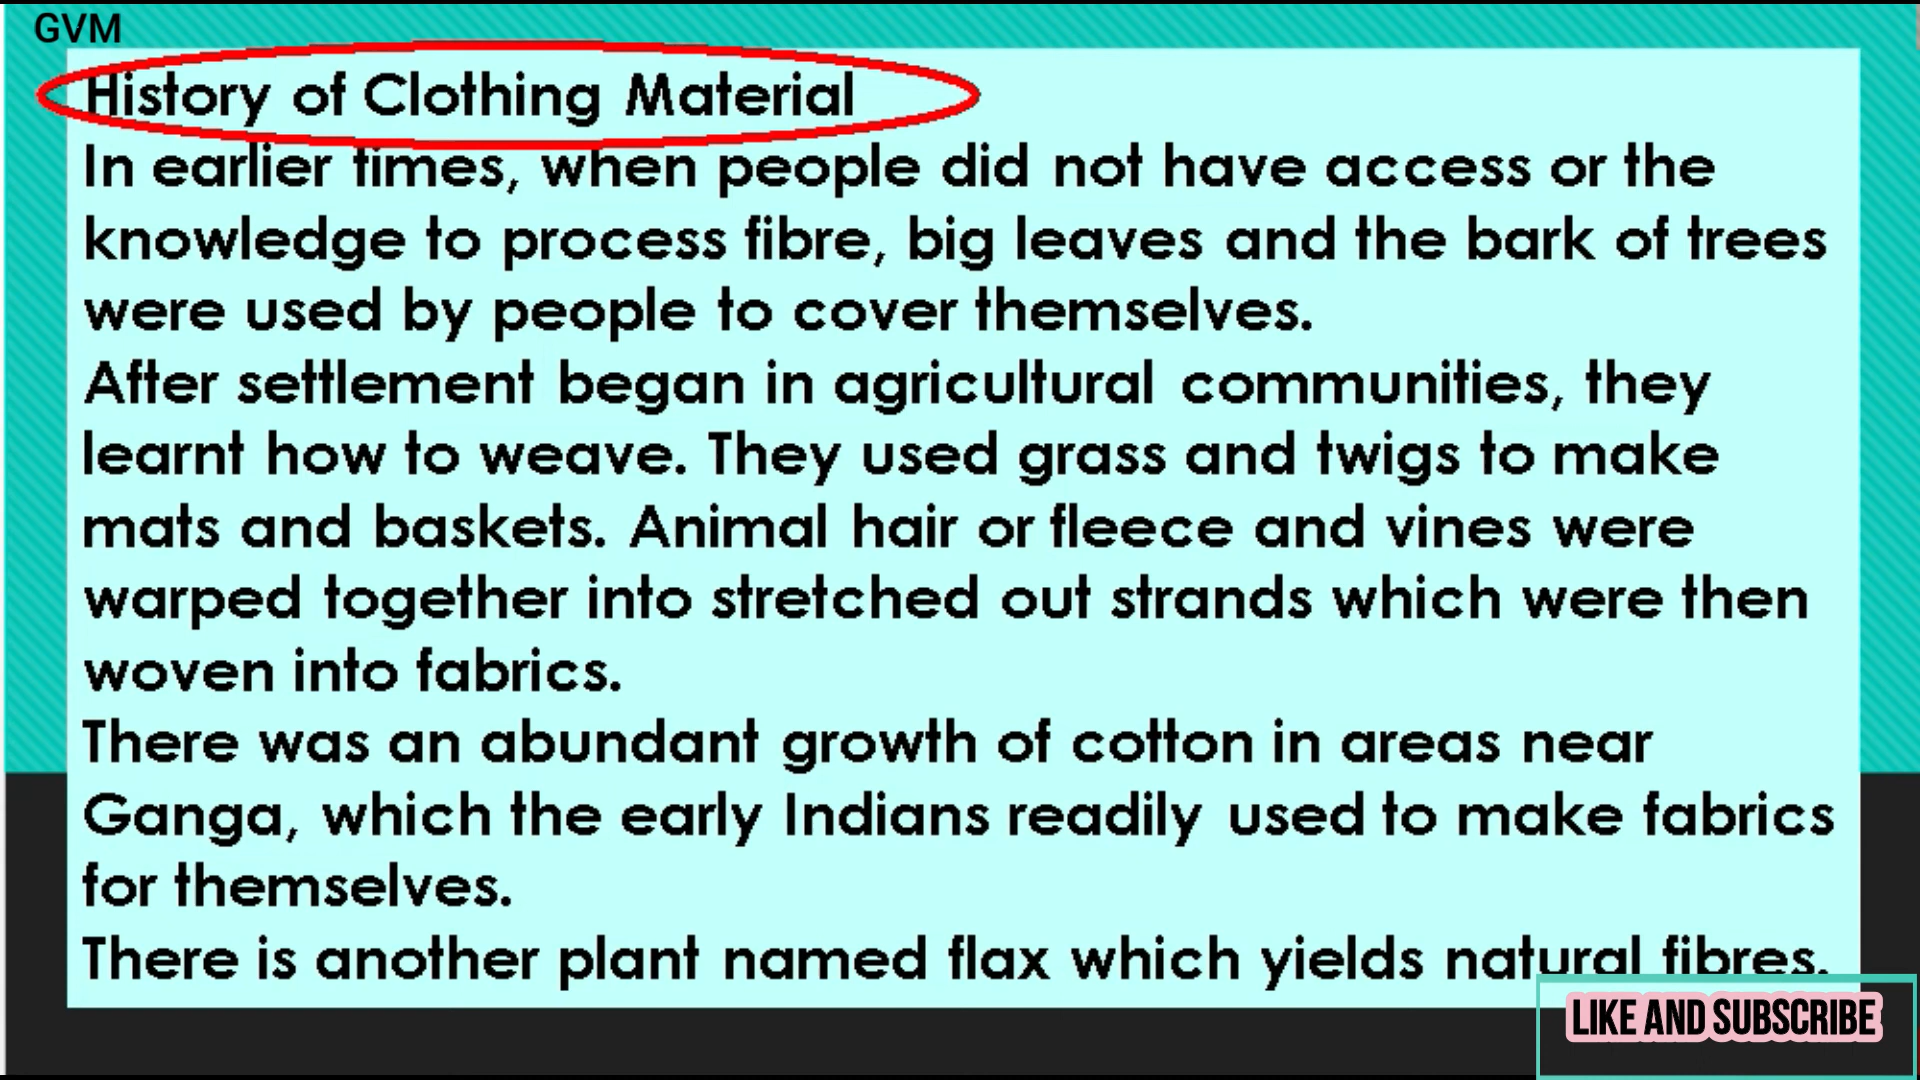 GVM
History of Clothing Material
In earlier times, when people did not have access or the
knowledge to process fibre, big leaves and the bark of trees
were used by people to cover themselves.
After settlement began in agricultural communities, they
learnt how to weave. They used grass and twigs to make
mats and baskets. Animal hair or fleece and vines were
warped together into stretched out strands which were then
woven into fabrics.
There was an abundant growth of cotton in areas near
Ganga, which the early Indians readily used to make fabrics
for themselves.
There is another plant named flax which yields natural fibres.
LIKE AND SUBSCRIBE